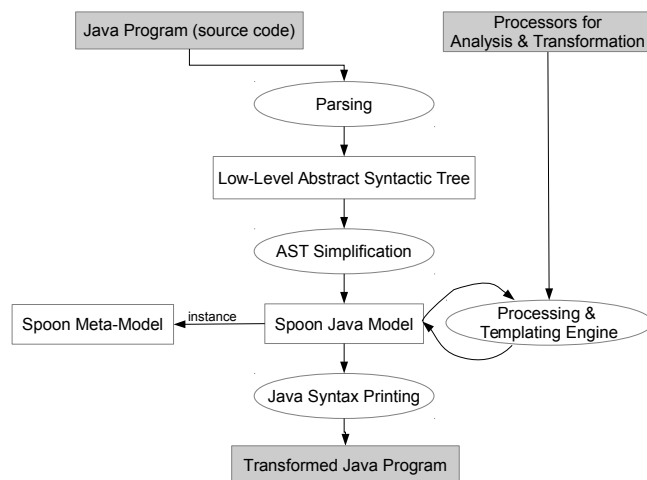 Java Program (source code)
Processors for
Analysis & Transformation
Parsing
Low-Level Abstract Syntactic Tree
AST Simplification
Spoon Meta-Model
instance
Spoon Java Model
Processing &
Templating Engine
Java Syntax Printing
Transformed Java Program